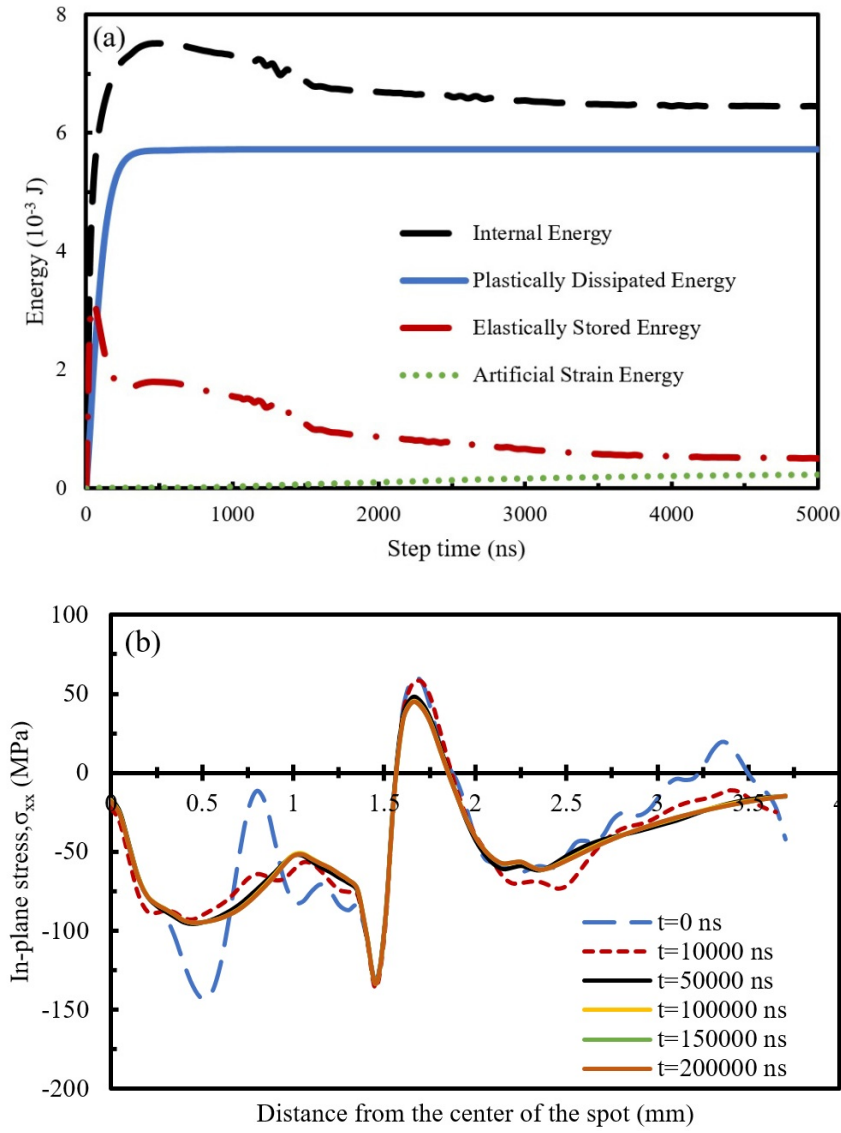 (a)
8
6
4
2
0
Energy (10⁻³ J)
Internal Energy
Plastically Dissipated Energy
Elastically Stored Enregy
Artificial Strain Energy
0 1000 2000 3000 4000 5000
Step time (ns)
(b)
100
50
0
-50
-100
-150
-200
In-plane stress,σxx (MPa)
0 0.5 1 1.5 2 2.5 3 3.5 4
t=0 ns
t=10000 ns
t=50000 ns
t=100000 ns
t=150000 ns
t=200000 ns
Distance from the center of the spot (mm)